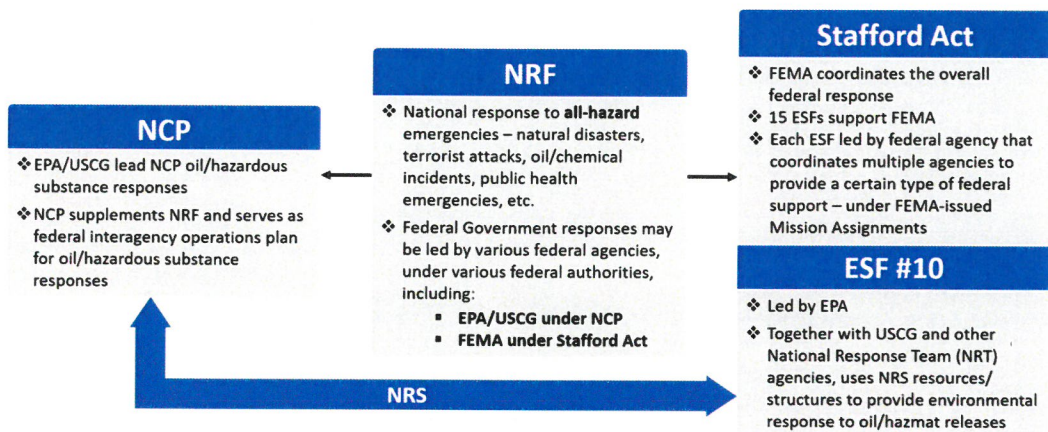 NCP
❖ EPA/USCG lead NCP oil/hazardous
substance responses
❖ NCP supplements NRF and serves as
federal interagency operations plan
for oil/hazardous substance
responses
NRF
❖ National response to all-hazard
emergencies – natural disasters,
terrorist attacks, oil/chemical
incidents, public health
emergencies, etc.
❖ Federal Government responses may
be led by various federal agencies,
under various federal authorities,
including:
▪ EPA/USCG under NCP
▪ FEMA under Stafford Act
Stafford Act
❖ FEMA coordinates the overall
federal response
❖ 15 ESFs support FEMA
❖ Each ESF led by federal agency that
coordinates multiple agencies to
provide a certain type of federal
support – under FEMA-issued
Mission Assignments
ESF #10
❖ Led by EPA
❖ Together with USCG and other
National Response Team (NRT)
agencies, uses NRS resources/
structures to provide environmental
response to oil/hazmat releases
NRS